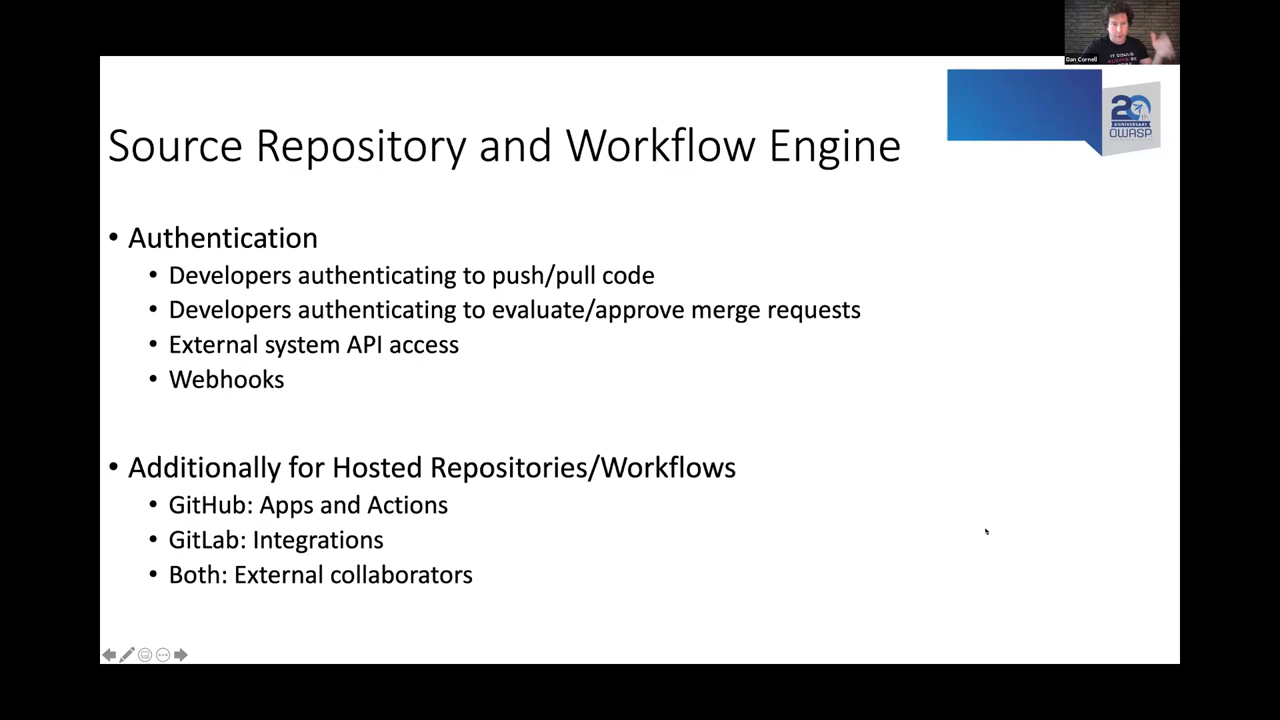 Dan Cornell
20th
ANNIVERSARY
OWASP
Source Repository and Workflow Engine
• Authentication
• Developers authenticating to push/pull code
• Developers authenticating to evaluate/approve merge requests
• External system API access
• Webhooks
• Additionally for Hosted Repositories/Workflows
• GitHub: Apps and Actions
• GitLab: Integrations
• Both: External collaborators